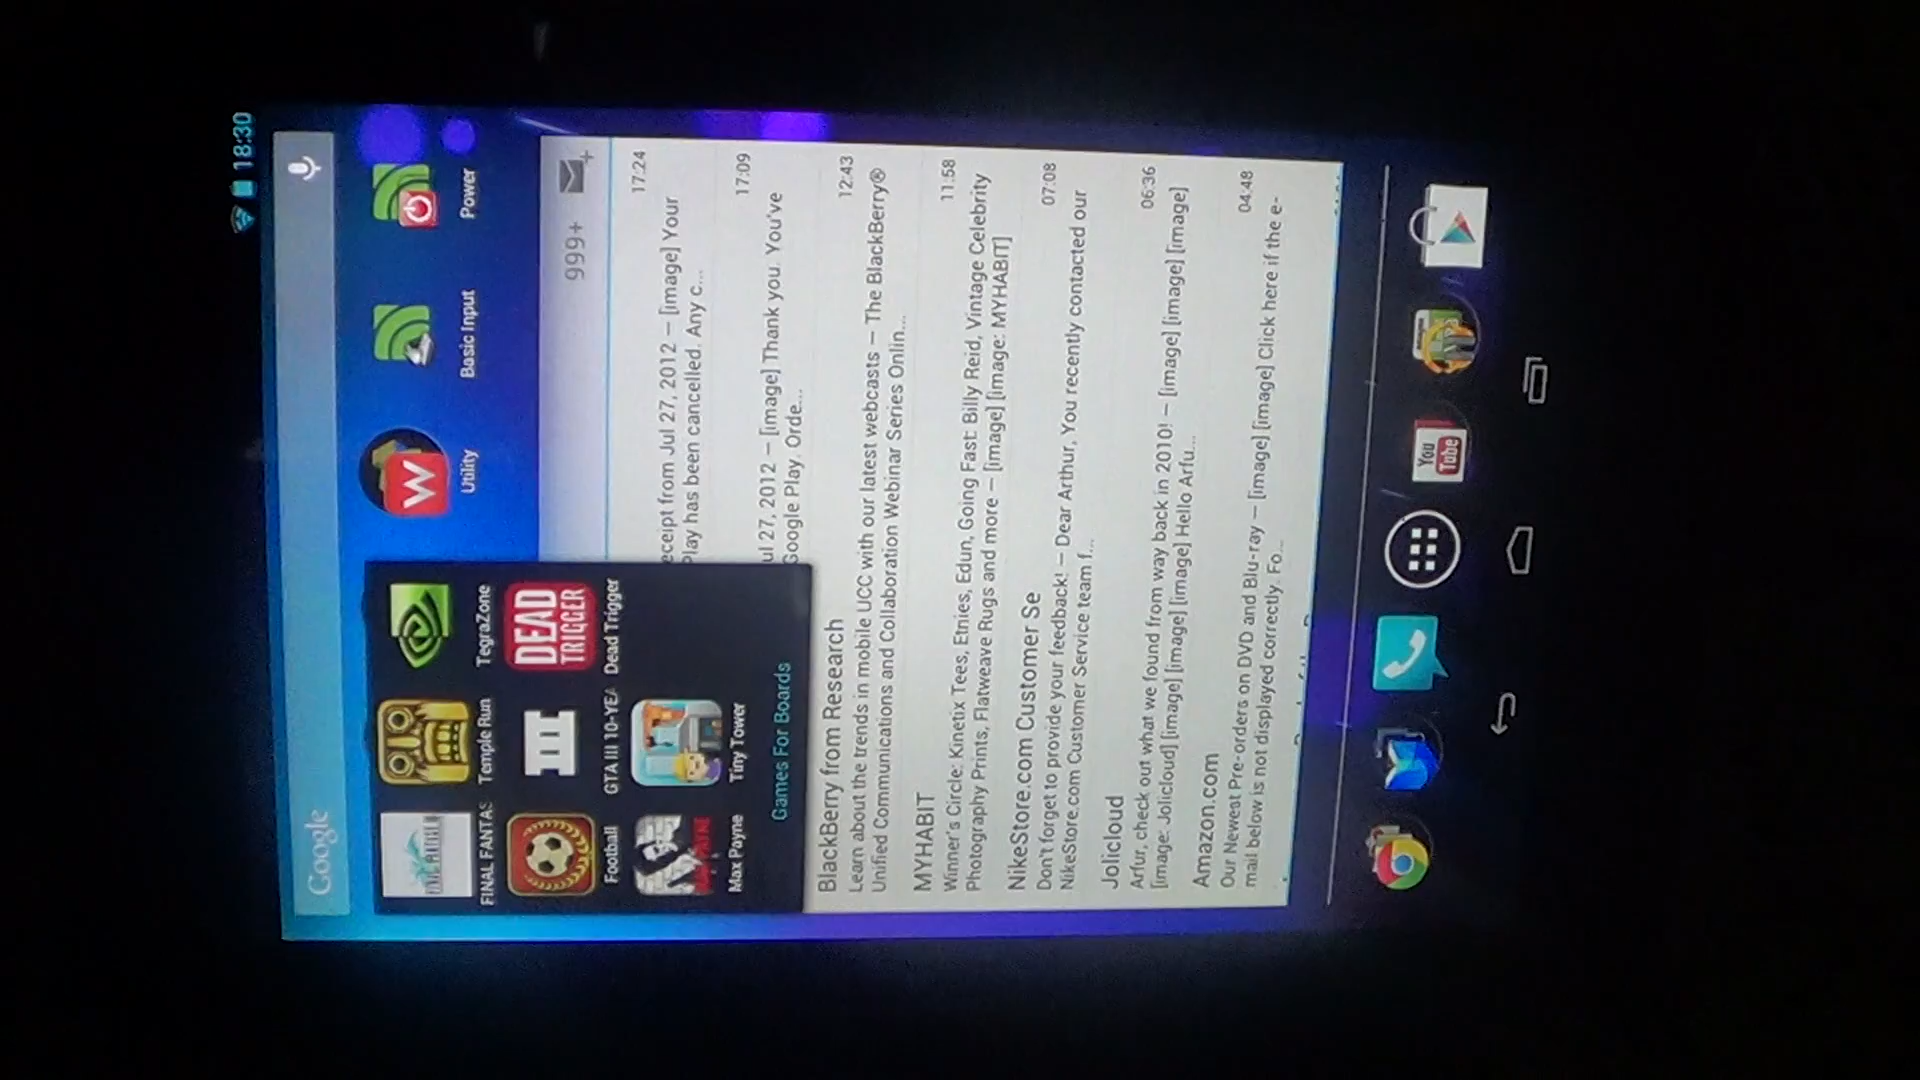 18:30
Google
Utility
Basic Input
Power
FINAL FANTAS
Temple Run
TegraZone
III
DEAD
TRIGGER
Football
GTA III 10-YEA
Dead Trigger
Max Payne
Tiny Tower
Games For Boards
999+
17:24
eceipt from Jul 27, 2012 – [image] Your
Play has been cancelled. Any c...
17:09
ul 27, 2012 – [image] Thank you. You've
Google Play. Orde...
BlackBerry from Research
12:43
Learn about the trends in mobile UCC with our latest webcasts – The BlackBerry®
Unified Communications and Collaboration Webinar Series Onlin...
MYHABIT
11:58
Winner's Circle: Kinetix Tees, Etnies, Edun, Going Fast: Billy Reid, Vintage Celebrity
Photography Prints, Flatweave Rugs and more – [image] [image: MYHABIT]
NikeStore.com Customer Se
07:08
Don't forget to provide your feedback! – Dear Arthur, You recently contacted our
NikeStore.com Customer Service team f...
Jolicloud
06:36
Arfur, check out what we found from way back in 2010! – [image] [image] [image]
[image: Jolicloud] [image] [image] [image] Hello Arfu...
Amazon.com
04:48
Our Newest Pre-orders on DVD and Blu-ray – [image] [image] Click here if the e-
mail below is not displayed correctly. Fo...
You
Tube